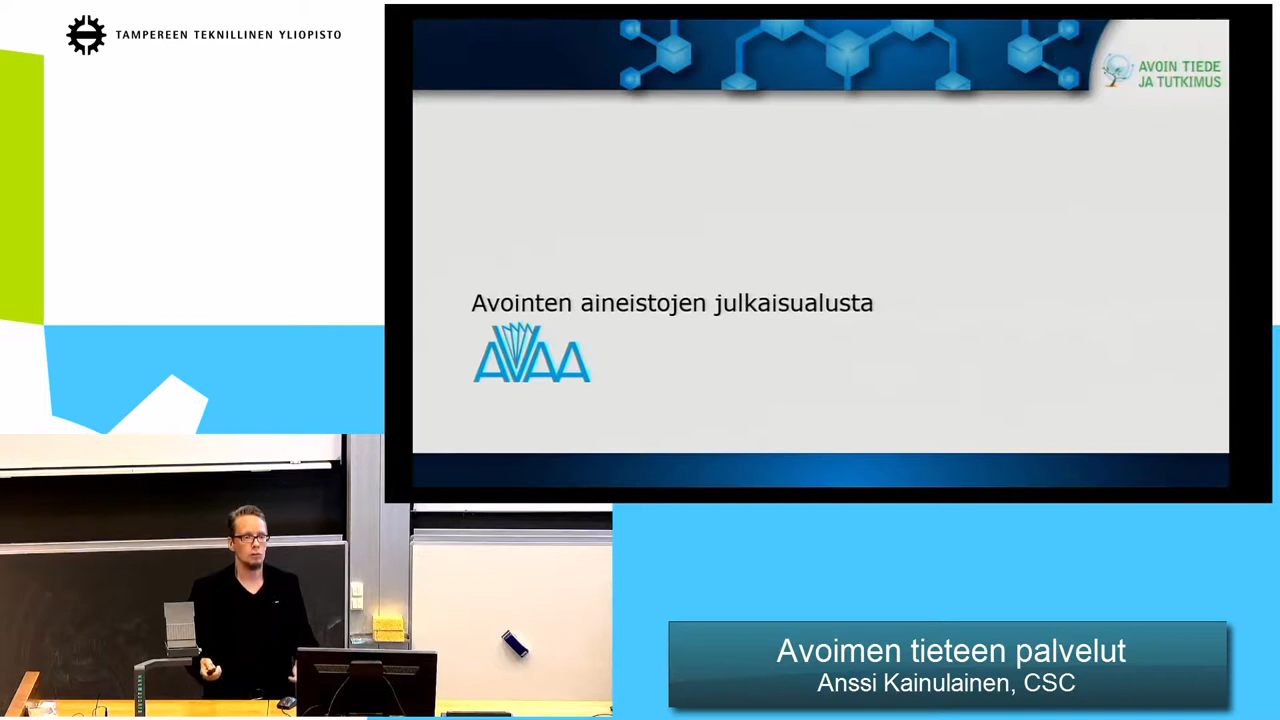 TAMPEREEN TEKNILLINEN YLIOPISTO
AVOIN TIEDE
JA TUTKIMUS
Avointen aineistojen julkaisualusta
AVAA
Avoimen tieteen palvelut
Anssi Kainulainen, CSC